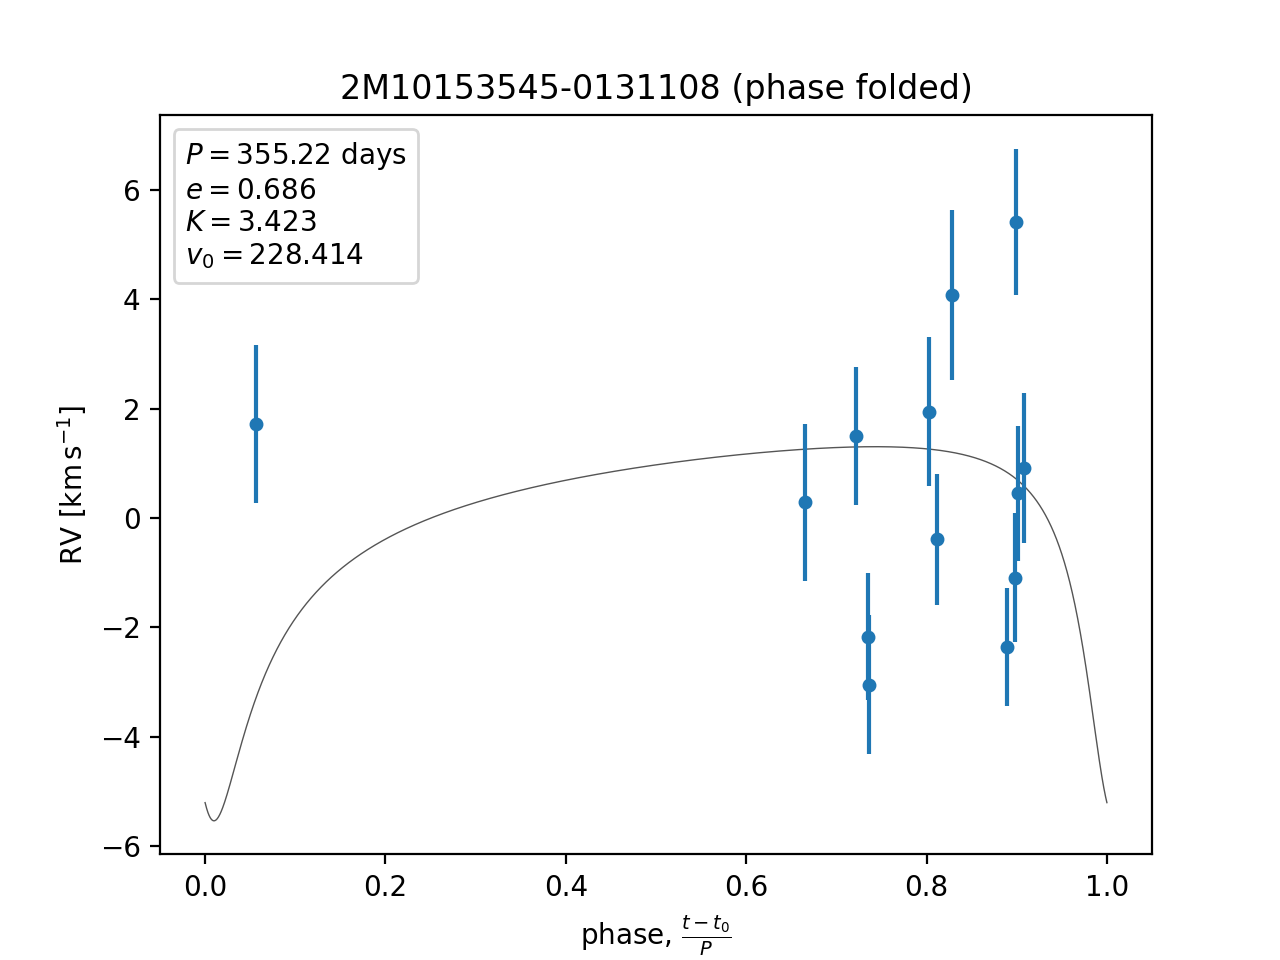 2M10153545-0131108 (phase folded)
P = 355.22 days
e = 0.686
K = 3.423
v₀ = 228.414
RV [km s⁻¹]
6
4
2
0
−2
−4
−6
0.0 0.2 0.4 0.6 0.8 1.0
phase, (t − t₀)/P